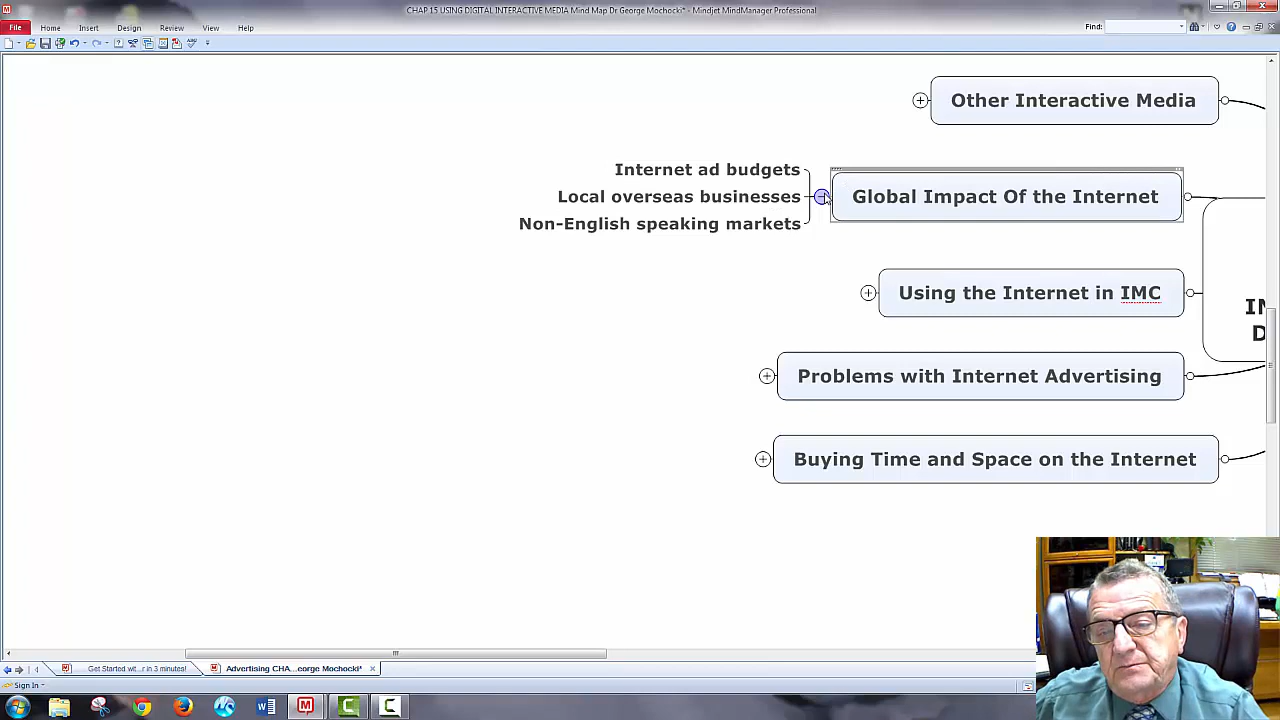 CHAP 15 USING DIGITAL INTERACTIVE MEDIA Mind Map Dr George Mochocki* - Mindjet MindManager Professional
File Home Insert Design Review View Help
Find:
Other Interactive Media
Internet ad budgets
Local overseas businesses
Non-English speaking markets
Global Impact Of the Internet
Using the Internet in IMC
Problems with Internet Advertising
Buying Time and Space on the Internet
Get Started wit...r in 3 minutes!
Advertising CHA...eorge Mochocki*
Sign In